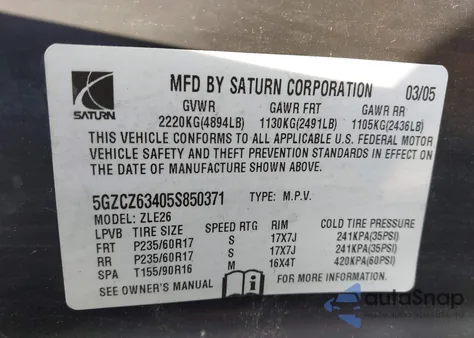 MFD BY SATURN CORPORATION 03/05
SATURN
GVWR GAWR FRT GAWR RR
2220KG(4894LB) 1130KG(2491LB) 1105KG(2436LB)
THIS VEHICLE CONFORMS TO ALL APPLICABLE U.S. FEDERAL MOTOR
VEHICLE SAFETY AND THEFT PREVENTION STANDARDS IN EFFECT ON
THE DATE OF MANUFACTURE SHOWN ABOVE.
5GZCZ63405S850371 TYPE: M.P.V.
MODEL: ZLE26
LPVB TIRE SIZE SPEED RTG RIM COLD TIRE PRESSURE
FRT P235/60R17 S 17X7J 241KPA(35PSI)
RR P235/60R17 S 17X7J 241KPA(35PSI)
SPA T155/90R16 M 16X4T 420KPA(60PSI)
SEE OWNER'S MANUAL FOR MORE INFORMATION.
autoSnap